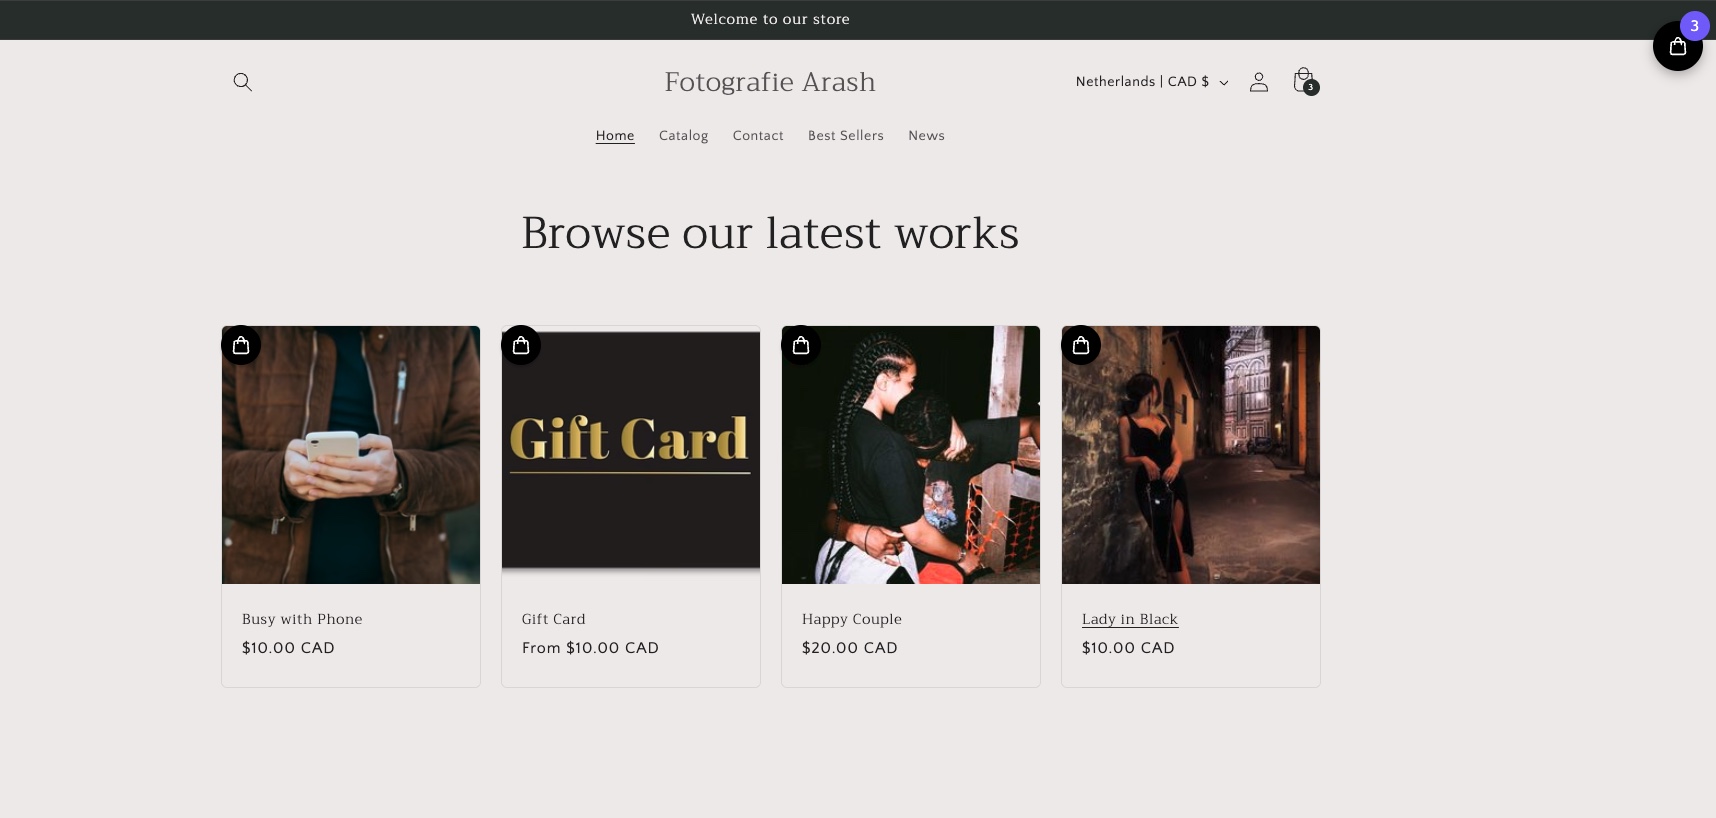 Welcome to our store
3
Fotografie Arash
Netherlands | CAD $
3
Home Catalog Contact Best Sellers News
Browse our latest works
Gift Card
Busy with Phone
$10.00 CAD
Gift Card
From $10.00 CAD
Happy Couple
$20.00 CAD
Lady in Black
$10.00 CAD